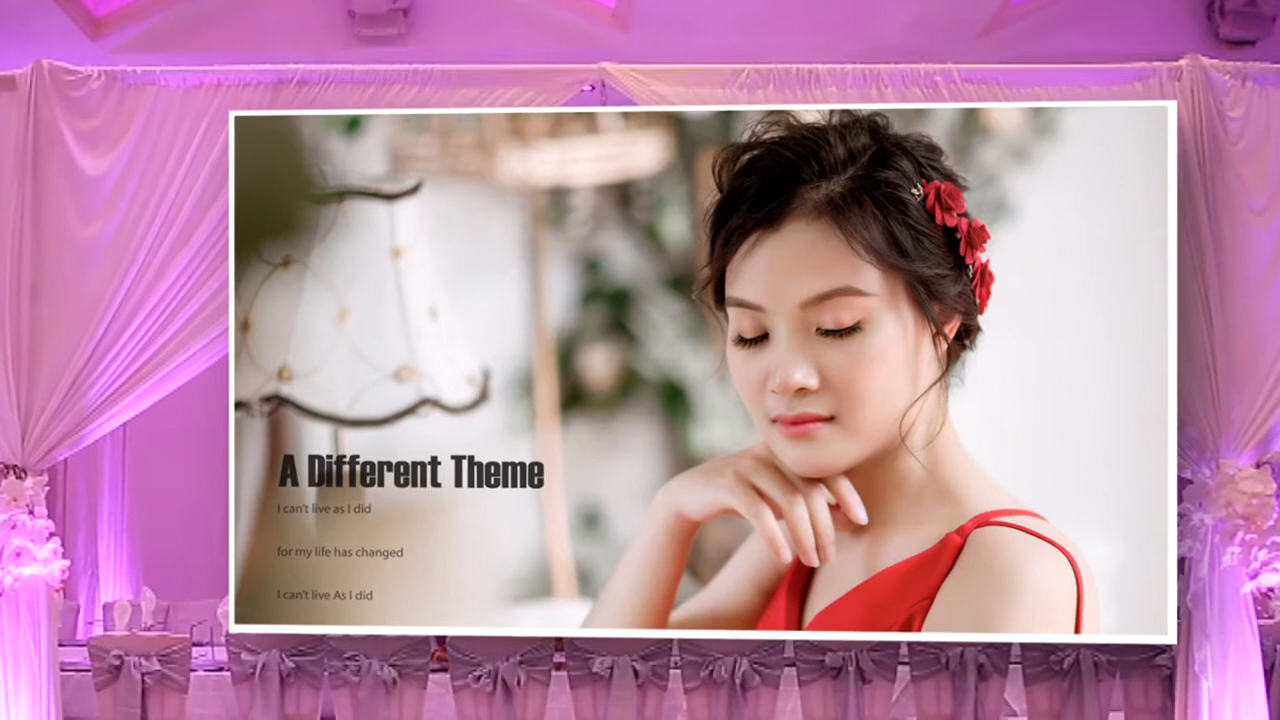 A Different Theme
I can't live as I did
for my life has changed
I can't live As I did